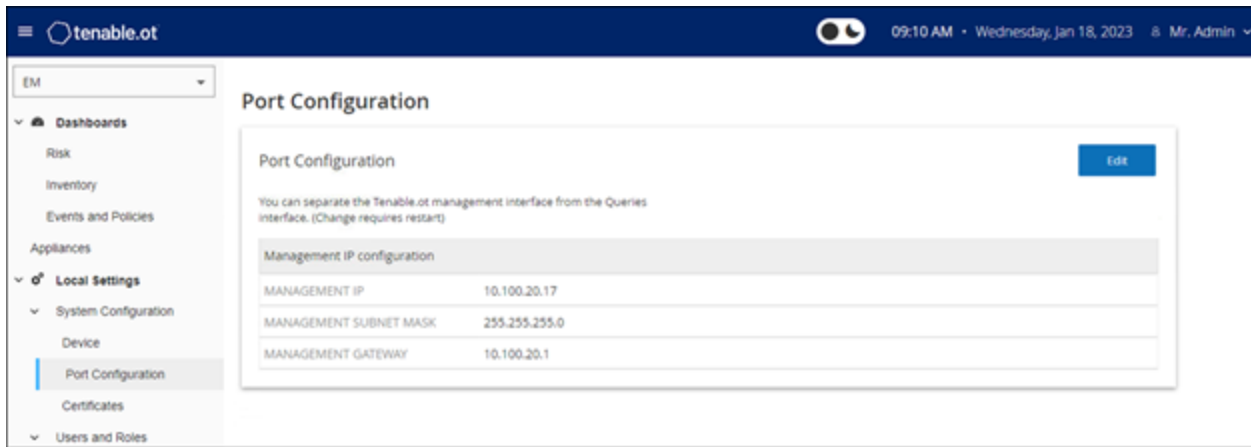 tenable.ot
09:10 AM • Wednesday, Jan 18, 2023 Mr. Admin
EM
Dashboards
Risk
Inventory
Events and Policies
Appliances
Local Settings
System Configuration
Device
Port Configuration
Certificates
Users and Roles
Port Configuration
Port Configuration
Edit
You can separate the Tenable.ot management interface from the Queries
interface. (Change requires restart)
Management IP configuration
MANAGEMENT IP 10.100.20.17
MANAGEMENT SUBNET MASK 255.255.255.0
MANAGEMENT GATEWAY 10.100.20.1